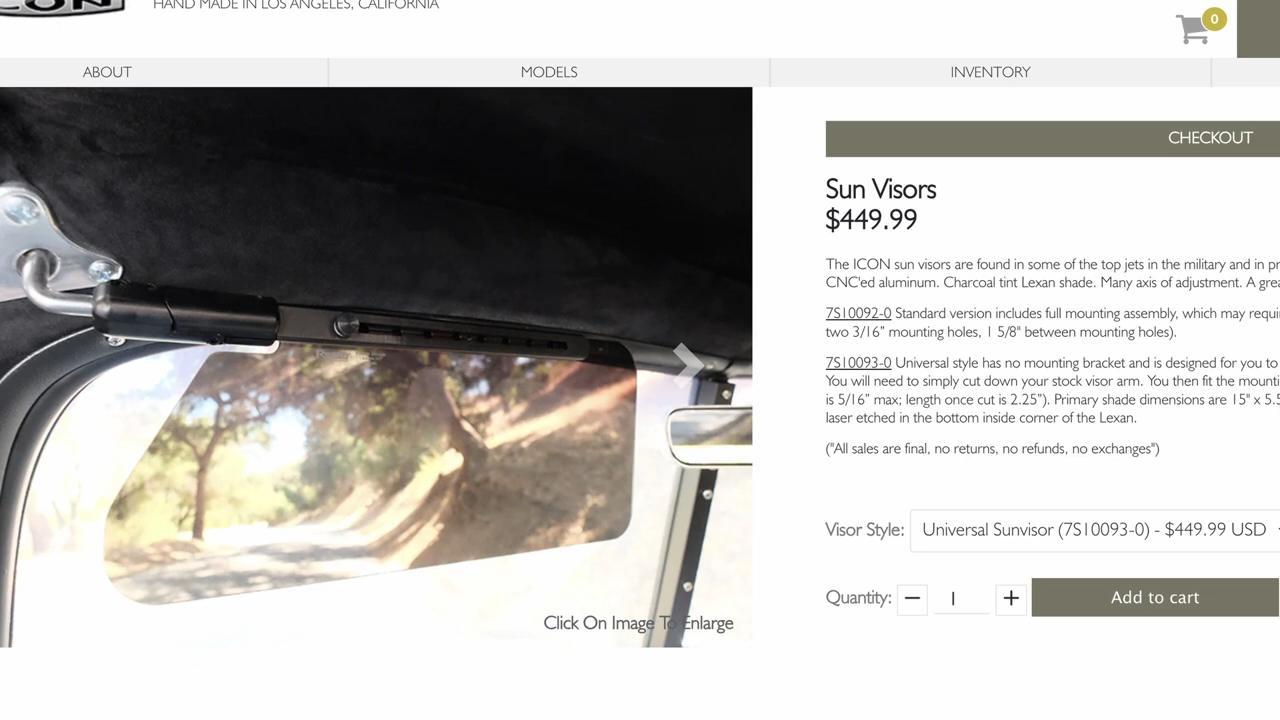 ICON
HAND MADE IN LOS ANGELES, CALIFORNIA
0
ABOUT
MODELS
INVENTORY
CHECKOUT
Sun Visors
$449.99
The ICON sun visors are found in some of the top jets in the military and in
CNC'ed aluminum. Charcoal tint Lexan shade. Many axis of adjustment. A
7S10092-0 Standard version includes full mounting assembly, which may
two 3/16” mounting holes, 1 5/8" between mounting holes).
7S10093-0 Universal style has no mounting bracket and is designed for you to
You will need to simply cut down your stock visor arm. You then fit the
is 5/16” max; length once cut is 2.25”). Primary shade dimensions are 15" x
laser etched in the bottom inside corner of the Lexan.
("All sales are final, no returns, no refunds, no exchanges")
Visor Style: Universal Sunvisor (7S10093-0) - $449.99 USD
Quantity: − 1 + Add to cart
Click On Image To Enlarge